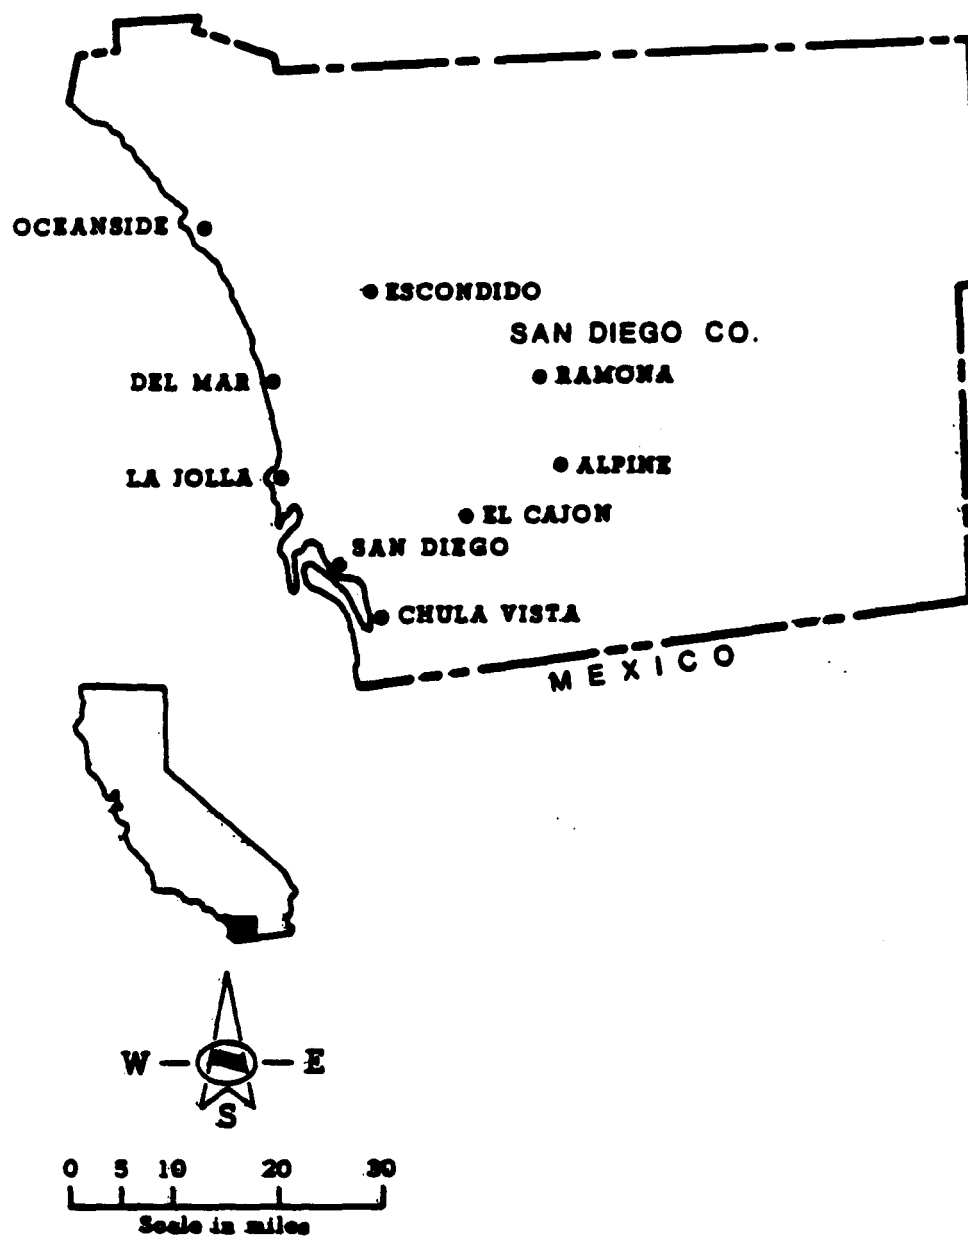 OCEANSIDE
ESCONDIDO
SAN DIEGO CO.
DEL MAR
RAMONA
LA JOLLA
ALPINE
EL CAJON
SAN DIEGO
CHULA VISTA
MEXICO
W E
S
0 5 10 20 30
Scale in miles